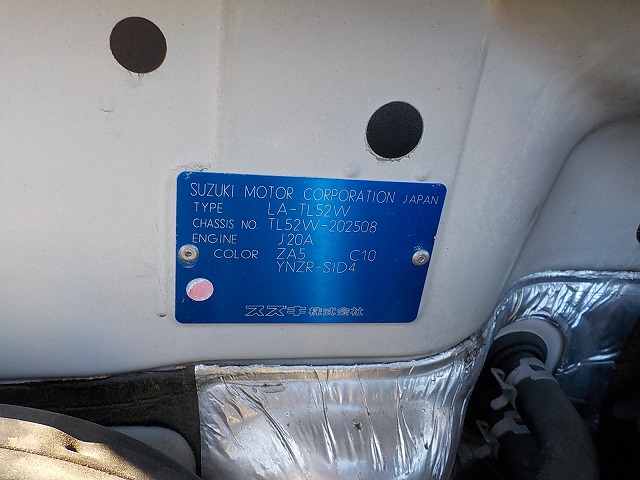 SUZUKI MOTOR CORPORATION JAPAN
TYPE LA-TL52W
CHASSIS NO. TL52W-202508
ENGINE J20A
COLOR ZA5 C10
YNZR-S1D4
スズキ株式会社